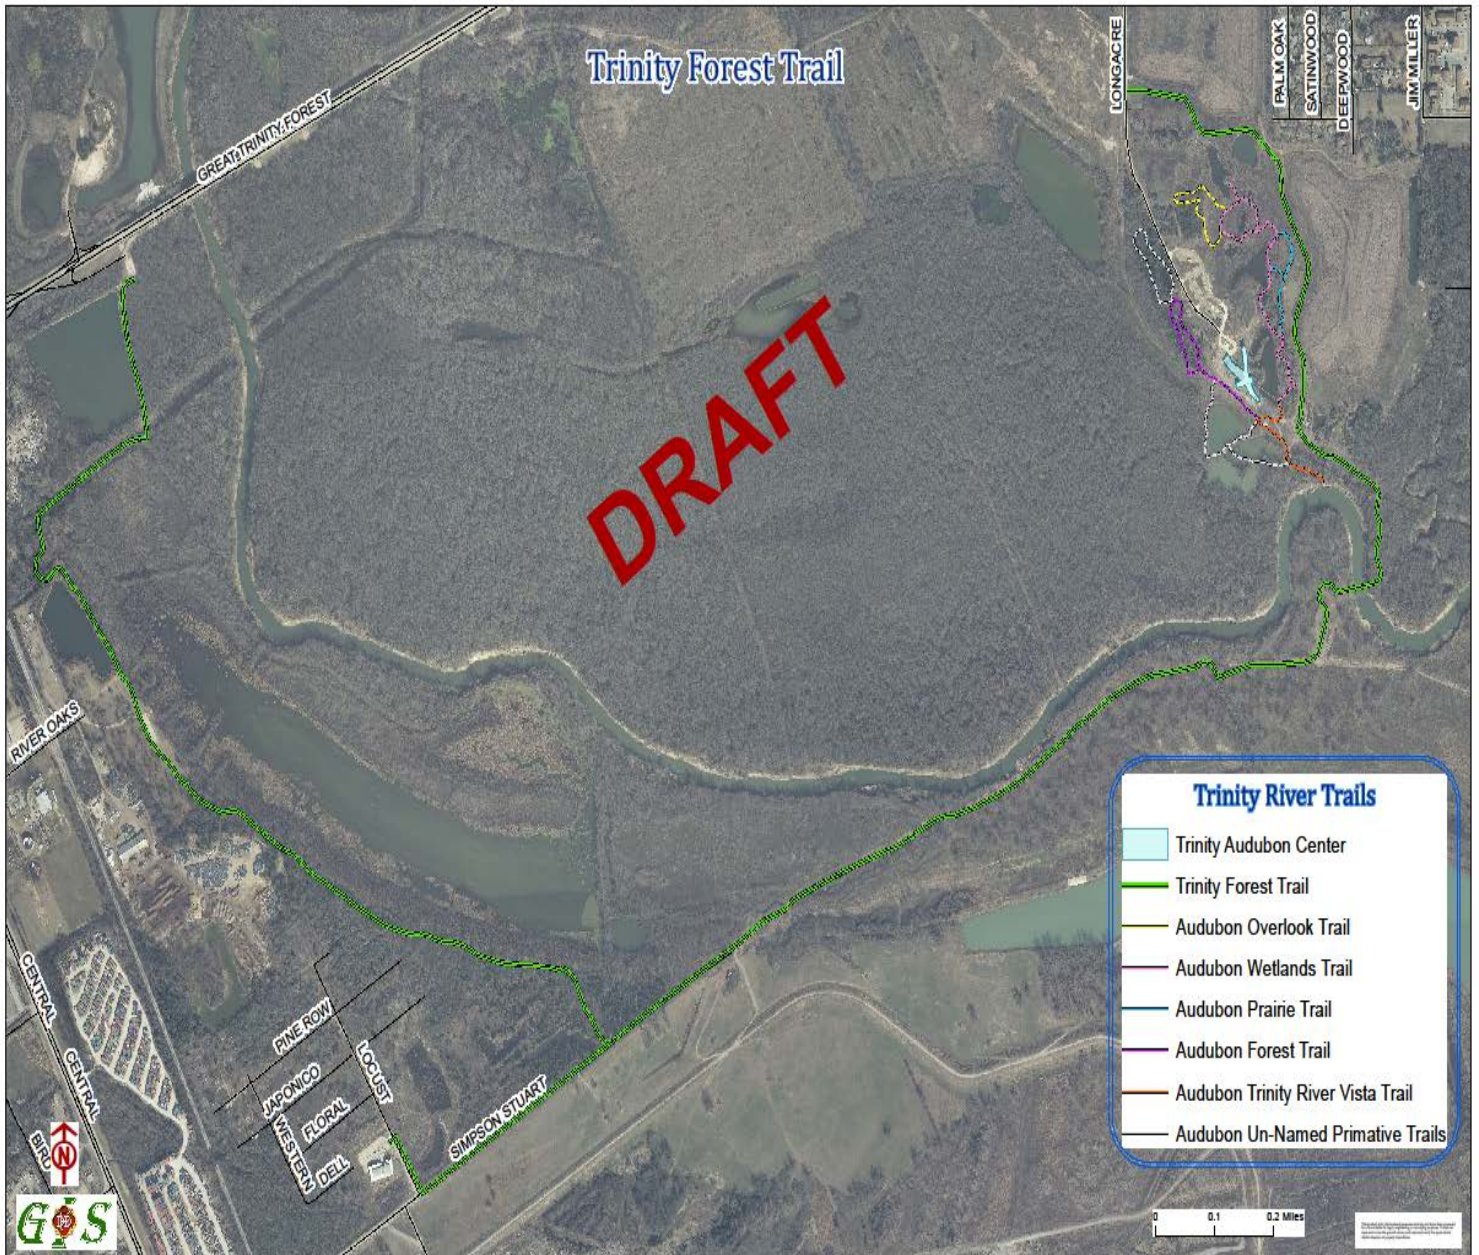 Trinity Forest Trail
GREAT TRINITY FOREST
LONGACRE
PALM OAK
SATINWOOD
DEEPWOOD
JIM MILLER
DRAFT
RIVER OAKS
CENTRAL
CENTRAL
BIRD
PINE ROW
JAPONICO
LOCUST
FLORAL
WESTERN
DELL
SIMPSON STUART
Trinity River Trails
Trinity Audubon Center
Trinity Forest Trail
Audubon Overlook Trail
Audubon Wetlands Trail
Audubon Prairie Trail
Audubon Forest Trail
Audubon Trinity River Vista Trail
Audubon Un-Named Primative Trails
N
GIS
0 0.1 0.2 Miles